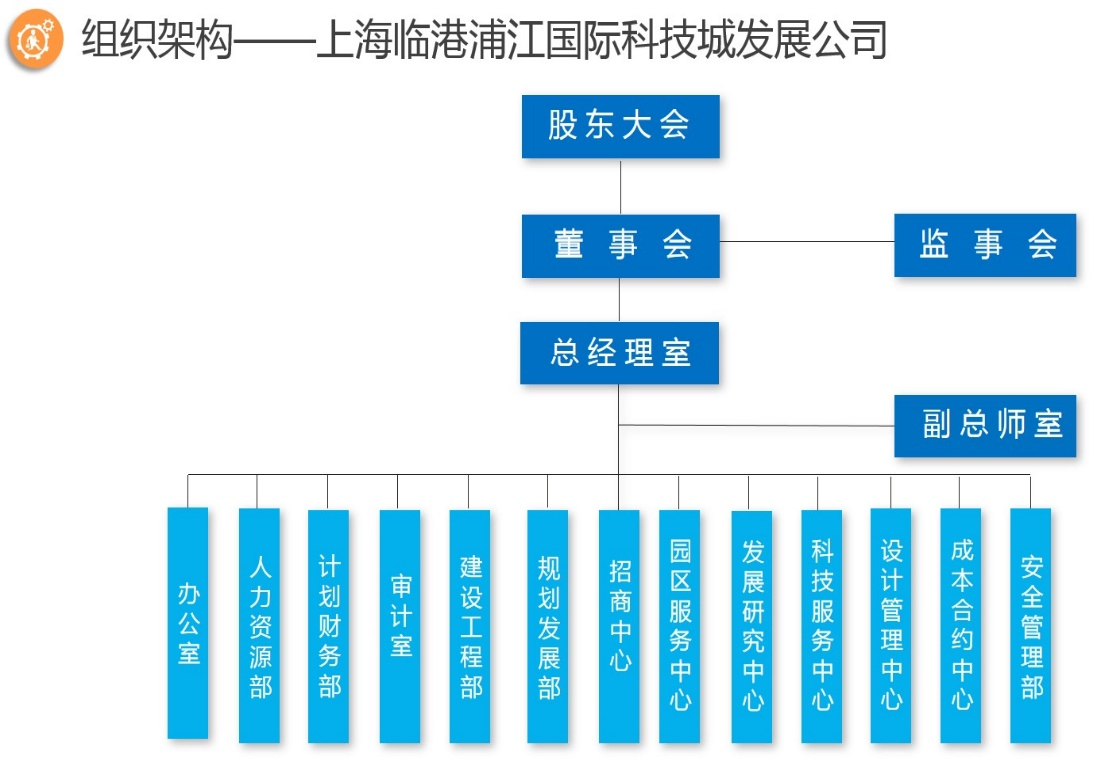 组织架构——上海临港浦江国际科技城发展公司
股东大会
董事会
监事会
总经理室
副总师室
办公室
人力资源部
计划财务部
审计室
建设工程部
规划发展部
招商中心
园区服务中心
发展研究中心
科技服务中心
设计管理中心
成本合约中心
安全管理部